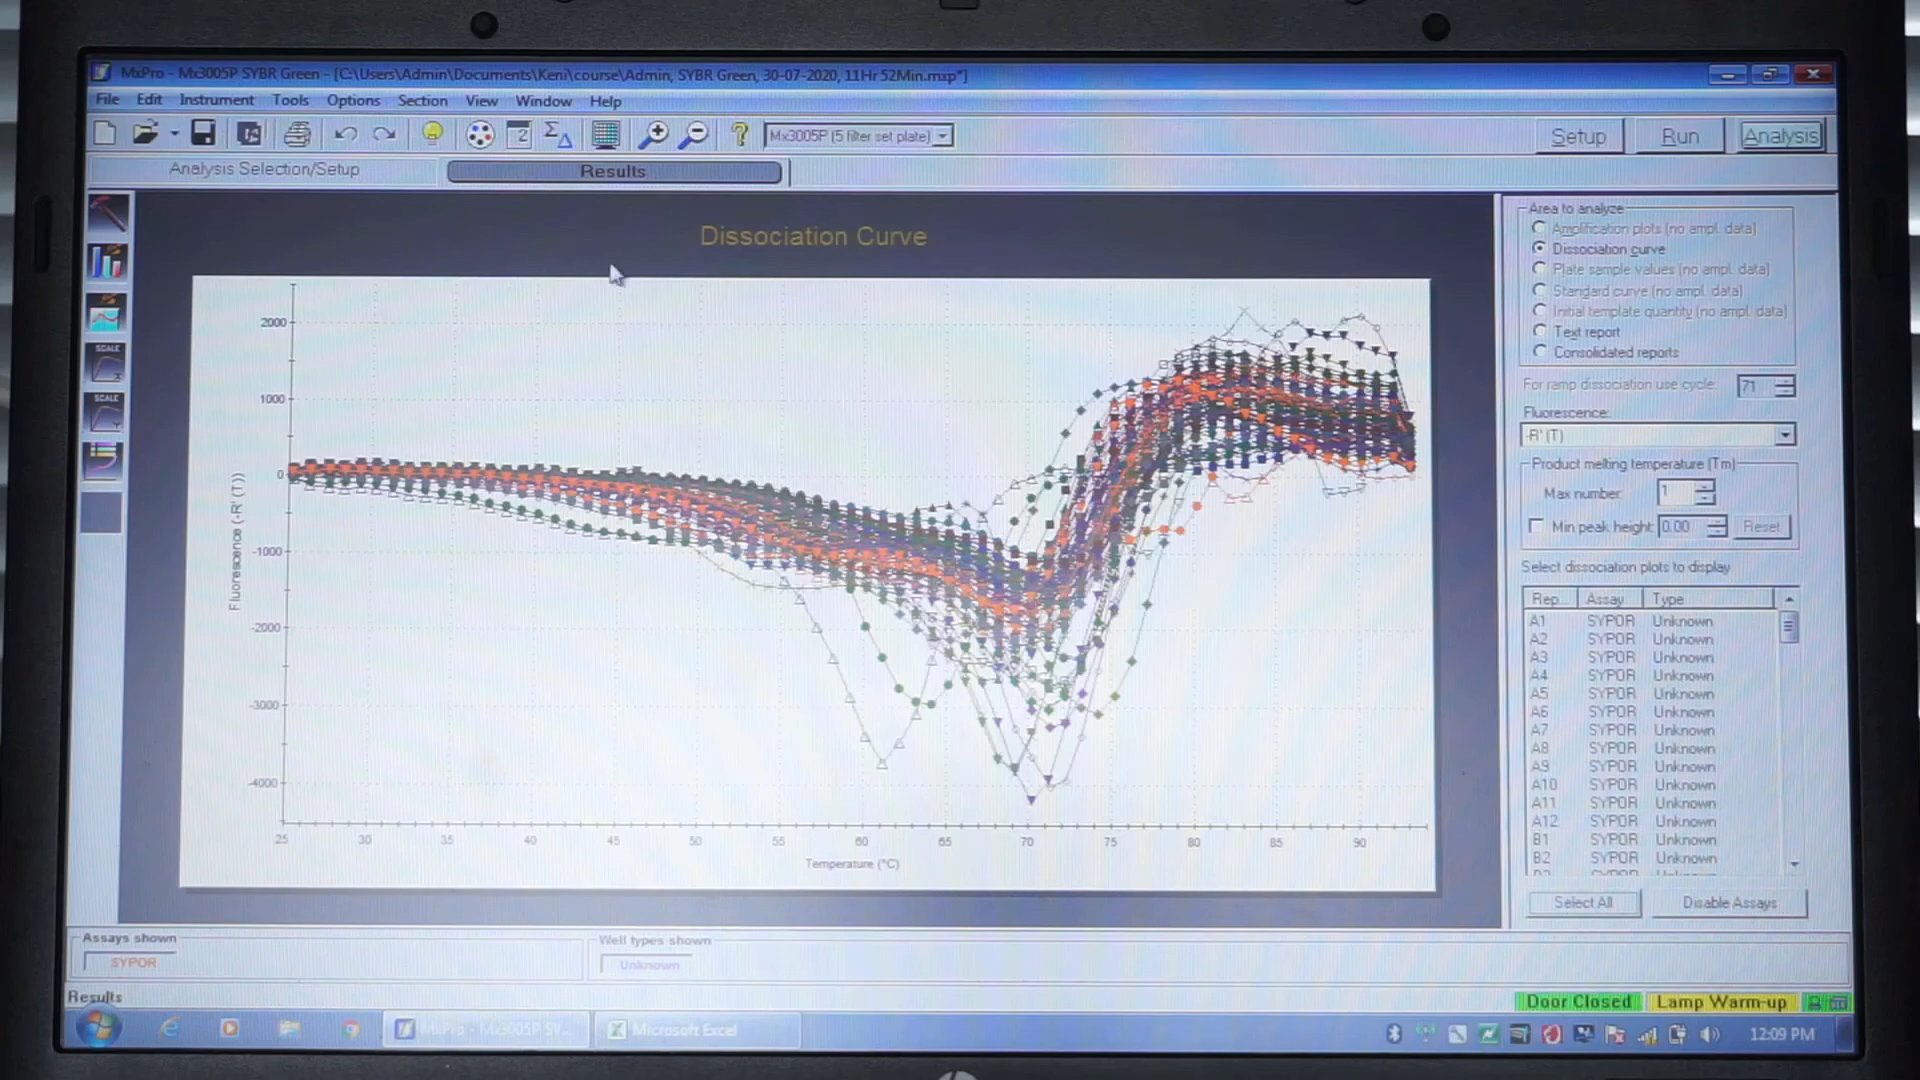 MxPro - Mx3005P SYBR Green - [C:\Users\Admin\Documents\Keni\course\Admin, SYBR Green, 30-07-2020, 11Hr 52Min.mxp*]
File Edit Instrument Tools Options Section View Window Help
Mx3005P (5 filter set plate)
Setup Run Analysis
Analysis Selection/Setup Results
SCALE
SCALE
Dissociation Curve
Fluorescence (-R' (T))
2000
1000
0
-1000
-2000
-3000
-4000
25 30 35 40 45 50 55 60 65 70 75 80 85 90
Temperature (°C)
Area to analyze
Amplification plots (no ampl. data)
Dissociation curve
Plate sample values (no ampl. data)
Standard curve (no ampl. data)
Initial template quantity (no ampl. data)
Text report
Consolidated reports
For ramp dissociation use cycle: 71
Fluorescence:
-R' (T)
Product melting temperature (Tm)
Max number: 1
Min peak height: 0.00 Reset
Select dissociation plots to display
Rep... Assay Type
A1 SYPOR Unknown
A2 SYPOR Unknown
A3 SYPOR Unknown
A4 SYPOR Unknown
A5 SYPOR Unknown
A6 SYPOR Unknown
A7 SYPOR Unknown
A8 SYPOR Unknown
A9 SYPOR Unknown
A10 SYPOR Unknown
A11 SYPOR Unknown
A12 SYPOR Unknown
B1 SYPOR Unknown
B2 SYPOR Unknown
Select All Disable Assays
Assays shown
SYPOR
Well types shown
Unknown
Results
Door Closed Lamp Warm-up
MxPro - Mx3005P SY...
Microsoft Excel
12:09 PM